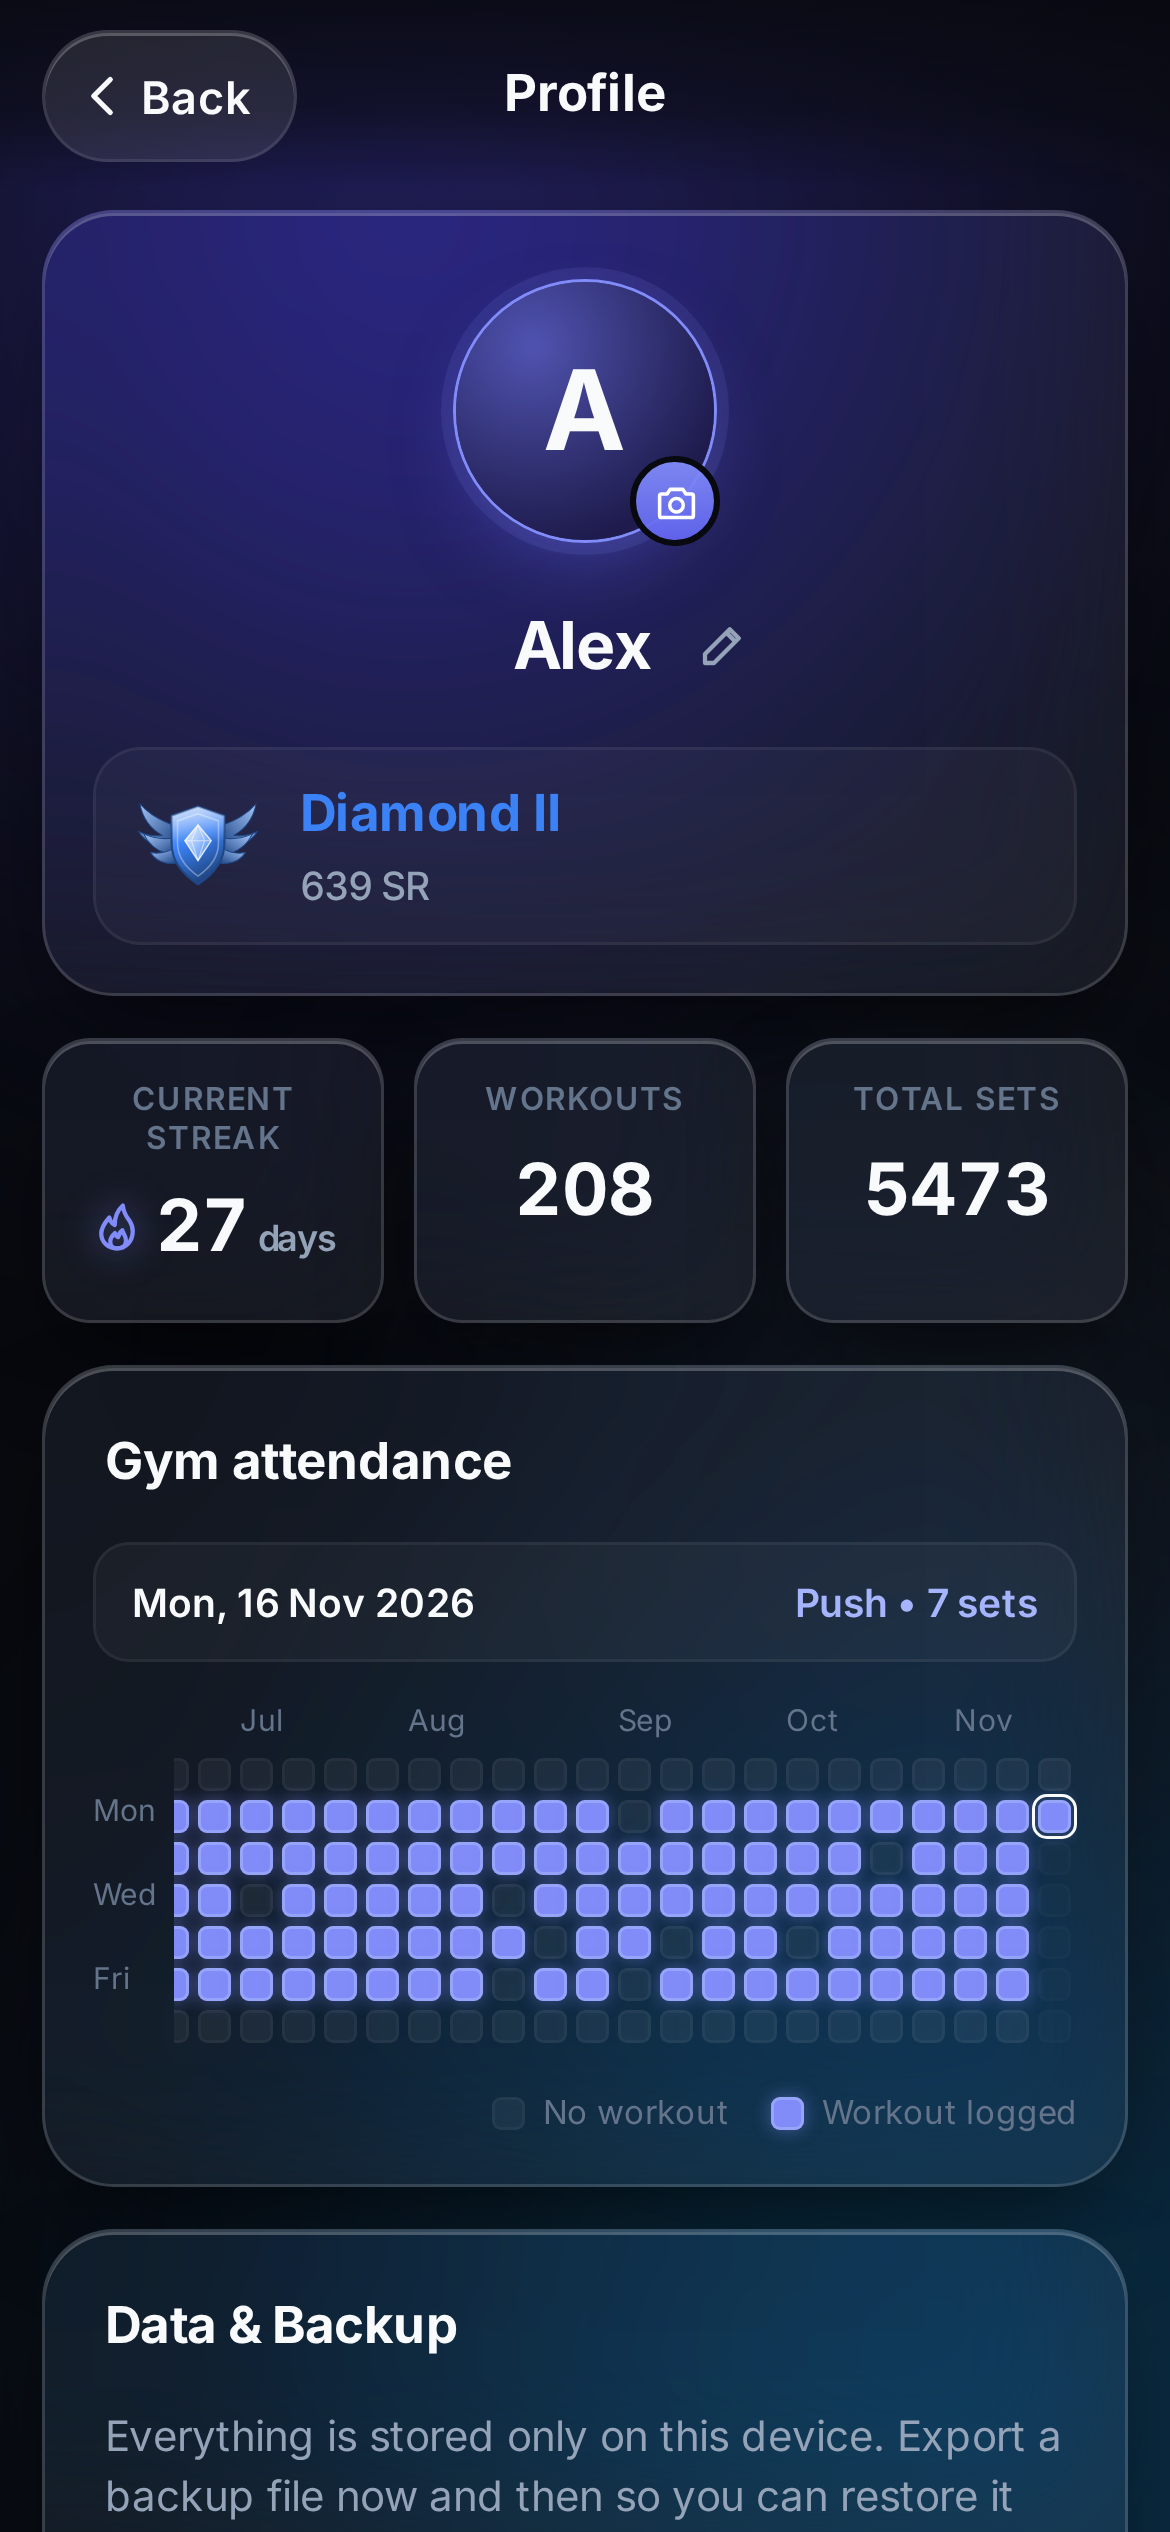 Back
Profile
A
Alex
Diamond II
639 SR
CURRENT
STREAK
27 days
WORKOUTS
208
TOTAL SETS
5473
Gym attendance
Mon, 16 Nov 2026
Push • 7 sets
Jul Aug Sep Oct Nov
Mon
Wed
Fri
No workout
Workout logged
Data & Backup
Everything is stored only on this device. Export a
backup file now and then so you can restore it